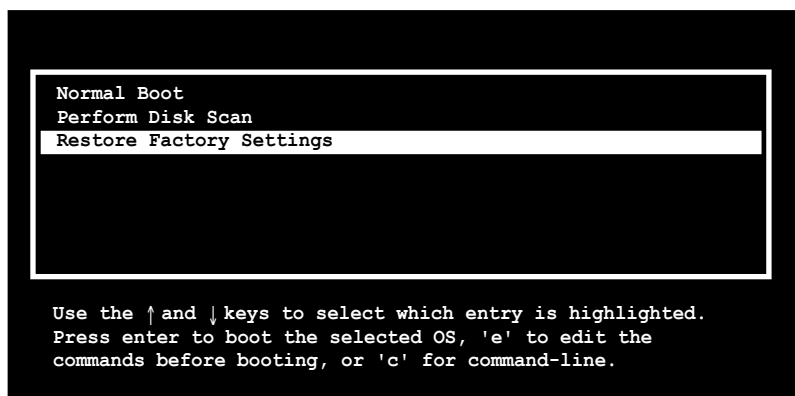 Normal Boot
Perform Disk Scan
Restore Factory Settings
Use the ↑ and ↓ keys to select which entry is highlighted.
Press enter to boot the selected OS, 'e' to edit the
commands before booting, or 'c' for command-line.